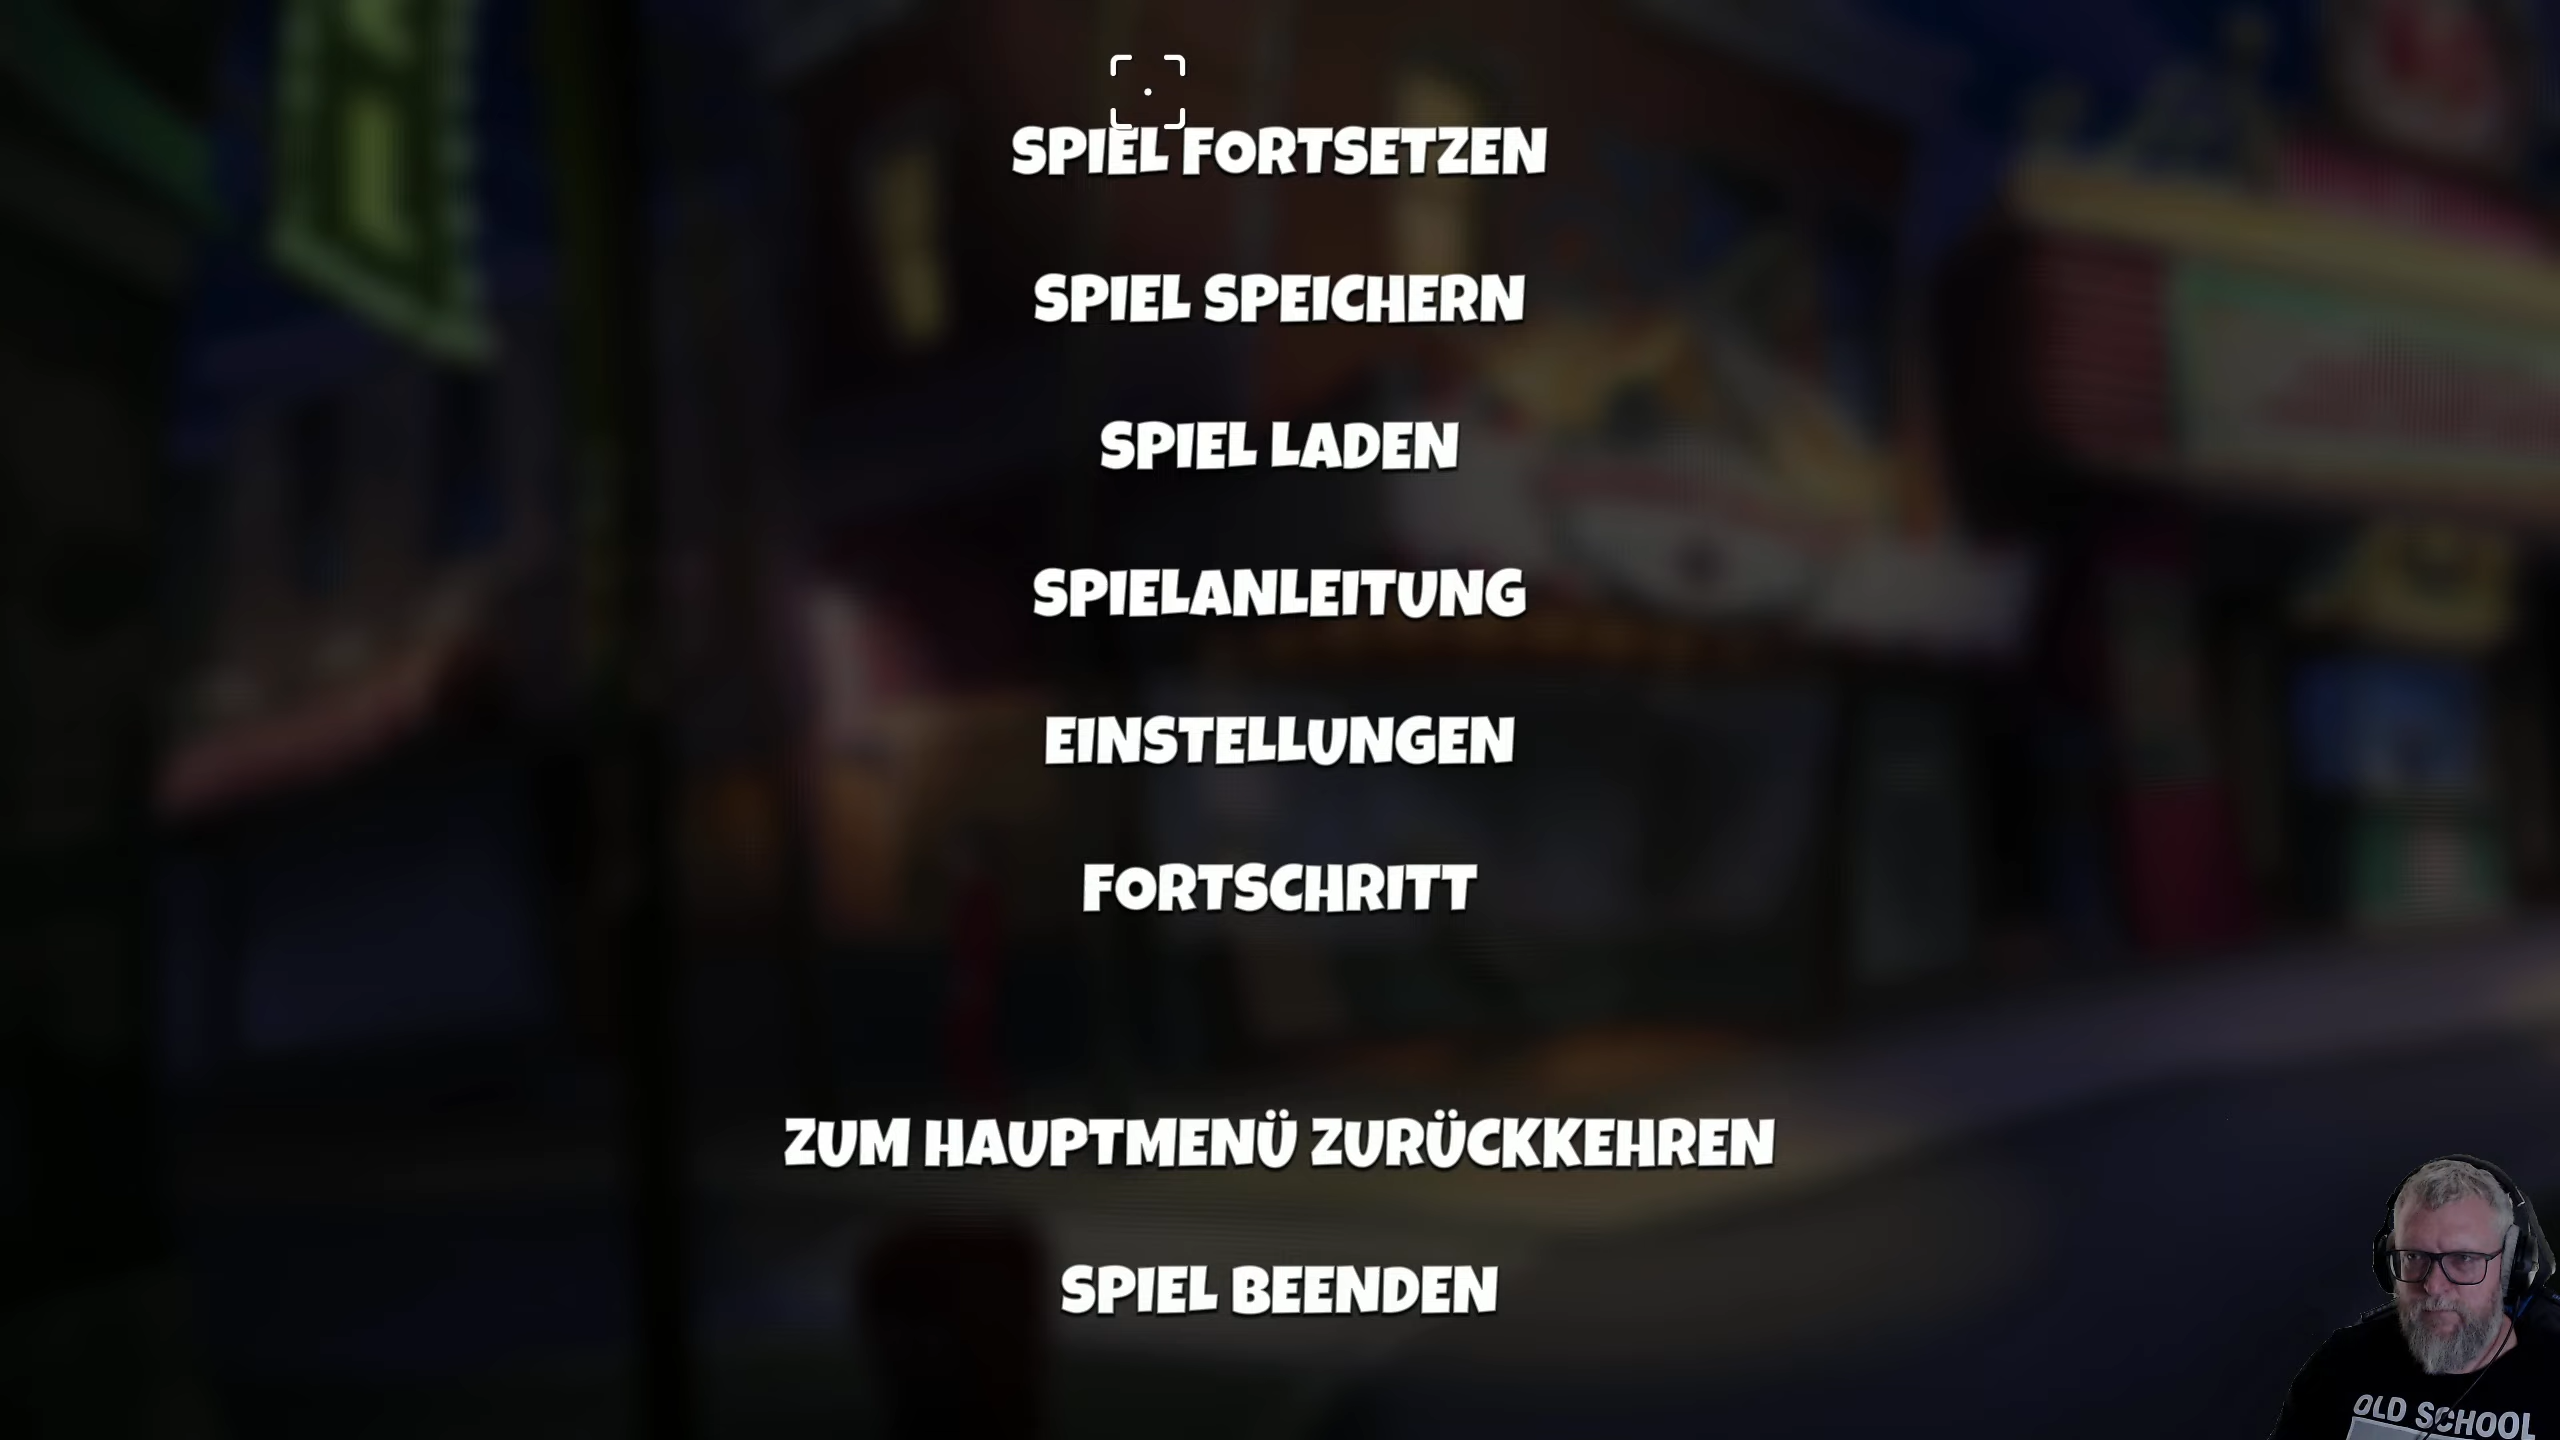 SPIEL FORTSETZEN
SPIEL SPEICHERN
SPIEL LADEN
SPIELANLEITUNG
EINSTELLUNGEN
FORTSCHRITT
ZUM HAUPTMENÜ ZURÜCKKEHREN
SPIEL BEENDEN
OLD SCHOOL